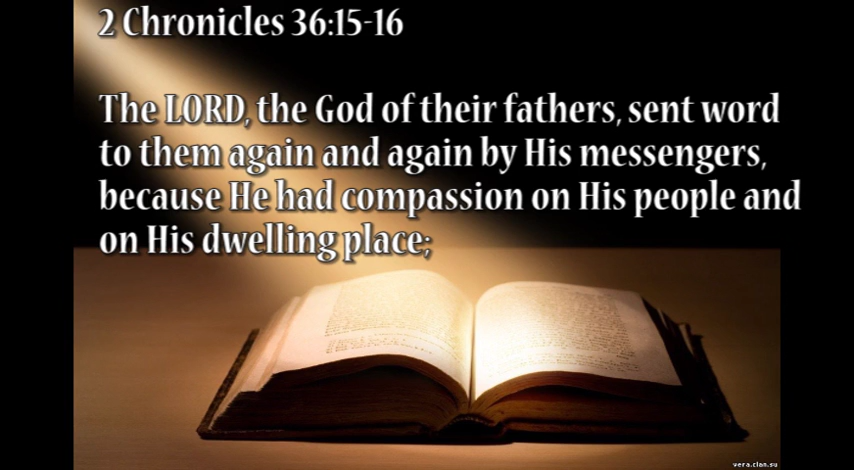 2 Chronicles 36:15-16
The LORD, the God of their fathers, sent word
to them again and again by His messengers,
because He had compassion on His people and
on His dwelling place;
vera.clan.su